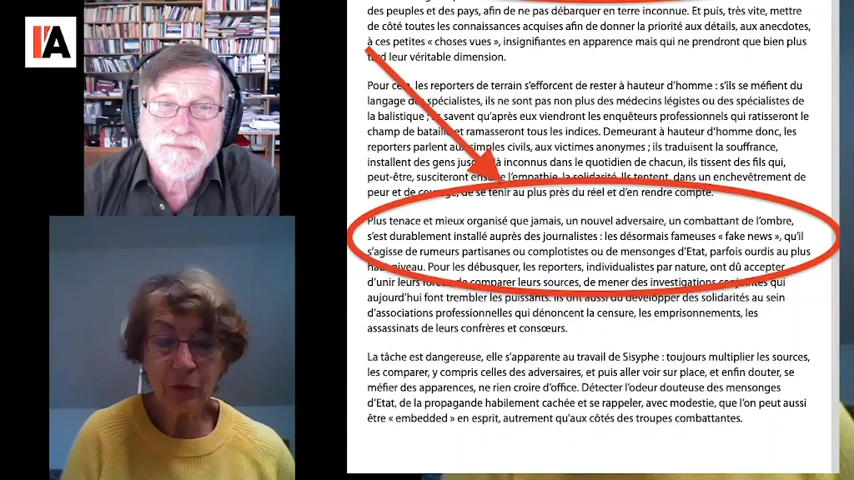 I'A
des peuples et des pays, afin de ne pas débarquer en terre inconnue. Et puis, très vite, mettre
de côté toutes les connaissances acquises afin de donner la priorité aux détails, aux anecdotes,
à ces petites « choses vues », insignifiantes en apparence mais qui ne prendront que bien plus
tard leur véritable dimension.
Pour cela, les reporters de terrain s'efforcent de rester à hauteur d'homme : s'ils se méfient du
langage des spécialistes, ils ne sont pas non plus des médecins légistes ou des spécialistes de
la balistique ; ils savent qu'après eux viendront les enquêteurs professionnels qui ratisseront le
champ de bataille et ramasseront tous les indices. Demeurant à hauteur d'homme donc, les
reporters parlent aux simples civils, aux victimes anonymes ; ils traduisent la souffrance,
installent des gens jusque là inconnus dans le quotidien de chacun, ils tissent des fils qui,
peut-être, susciteront ensuite l'empathie, la solidarité. Ils tentent, dans un enchevêtrement de
peur et de courage, de se tenir au plus près du réel et d'en rendre compte.
Plus tenace et mieux organisé que jamais, un nouvel adversaire, un combattant de l'ombre,
s'est durablement installé auprès des journalistes : les désormais fameuses « fake news », qu'il
s'agisse de rumeurs partisanes ou complotistes ou de mensonges d'Etat, parfois ourdis au plus
haut niveau. Pour les débusquer, les reporters, individualistes par nature, ont dû accepter
d'unir leurs forces, de comparer leurs sources, de mener des investigations conjointes qui
aujourd'hui font trembler les puissants. Ils ont aussi dû développer des solidarités au sein
d'associations professionnelles qui dénoncent la censure, les emprisonnements, les
assassinats de leurs confrères et consœurs.
La tâche est dangereuse, elle s'apparente au travail de Sisyphe : toujours multiplier les sources,
les comparer, y compris celles des adversaires, et puis aller voir sur place, et enfin douter, se
méfier des apparences, ne rien croire d'office. Détecter l'odeur douteuse des mensonges
d'Etat, de la propagande habilement cachée et se rappeler, avec modestie, que l'on peut aussi
être « embedded » en esprit, autrement qu'aux côtés des troupes combattantes.